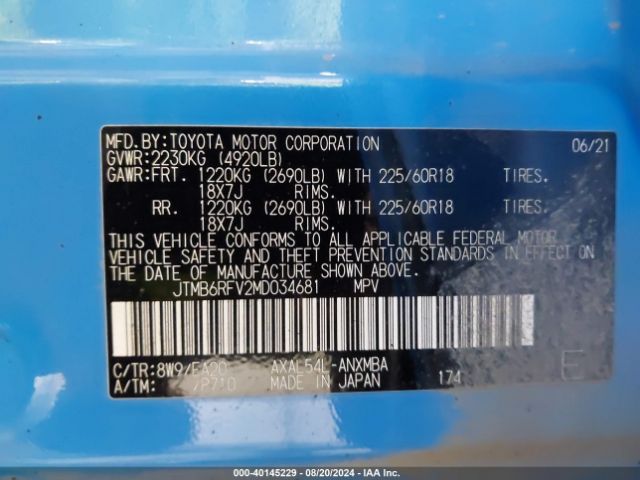 MFD.BY:TOYOTA MOTOR CORPORATION 06/21
GVWR:2230KG (4920LB)
GAWR:FRT. 1220KG (2690LB) WITH 225/60R18 TIRES.
18X7J RIMS.
RR. 1220KG (2690LB) WITH 225/60R18 TIRES.
18X7J RIMS.
THIS VEHICLE CONFORMS TO ALL APPLICABLE FEDERAL MOTOR
VEHICLE SAFETY AND THEFT PREVENTION STANDARDS IN EFFECT ON
THE DATE OF MANUFACTURE SHOWN ABOVE.
JTMB6RFV2MD034681 MPV
C/TR:8W9/EA20 AXAL54L-ANXMBA
A/TM: /P710 MADE IN JAPAN 174 E
000-40145229 - 08/20/2024 - IAA Inc.